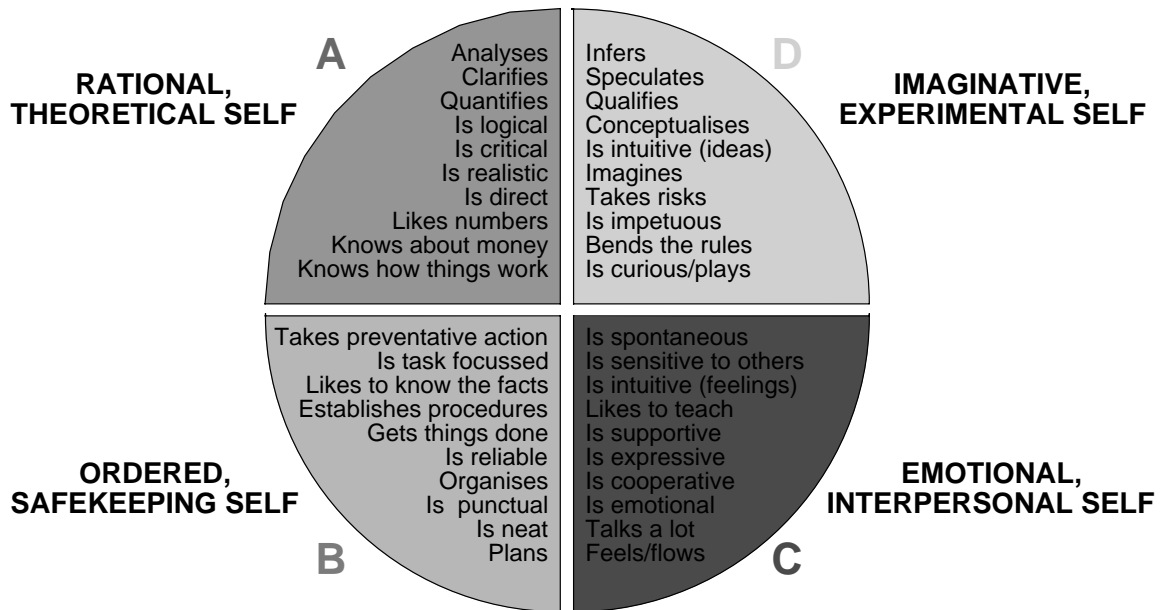 A
RATIONAL,
THEORETICAL SELF
Analyses
Clarifies
Quantifies
Is logical
Is critical
Is realistic
Is direct
Likes numbers
Knows about money
Knows how things work
D
IMAGINATIVE,
EXPERIMENTAL SELF
Infers
Speculates
Qualifies
Conceptualises
Is intuitive (ideas)
Imagines
Takes risks
Is impetuous
Bends the rules
Is curious/plays
B
ORDERED,
SAFEKEEPING SELF
Takes preventative action
Is task focussed
Likes to know the facts
Establishes procedures
Gets things done
Is reliable
Organises
Is punctual
Is neat
Plans
C
EMOTIONAL,
INTERPERSONAL SELF
Is spontaneous
Is sensitive to others
Is intuitive (feelings)
Likes to teach
Is supportive
Is expressive
Is cooperative
Is emotional
Talks a lot
Feels/flows